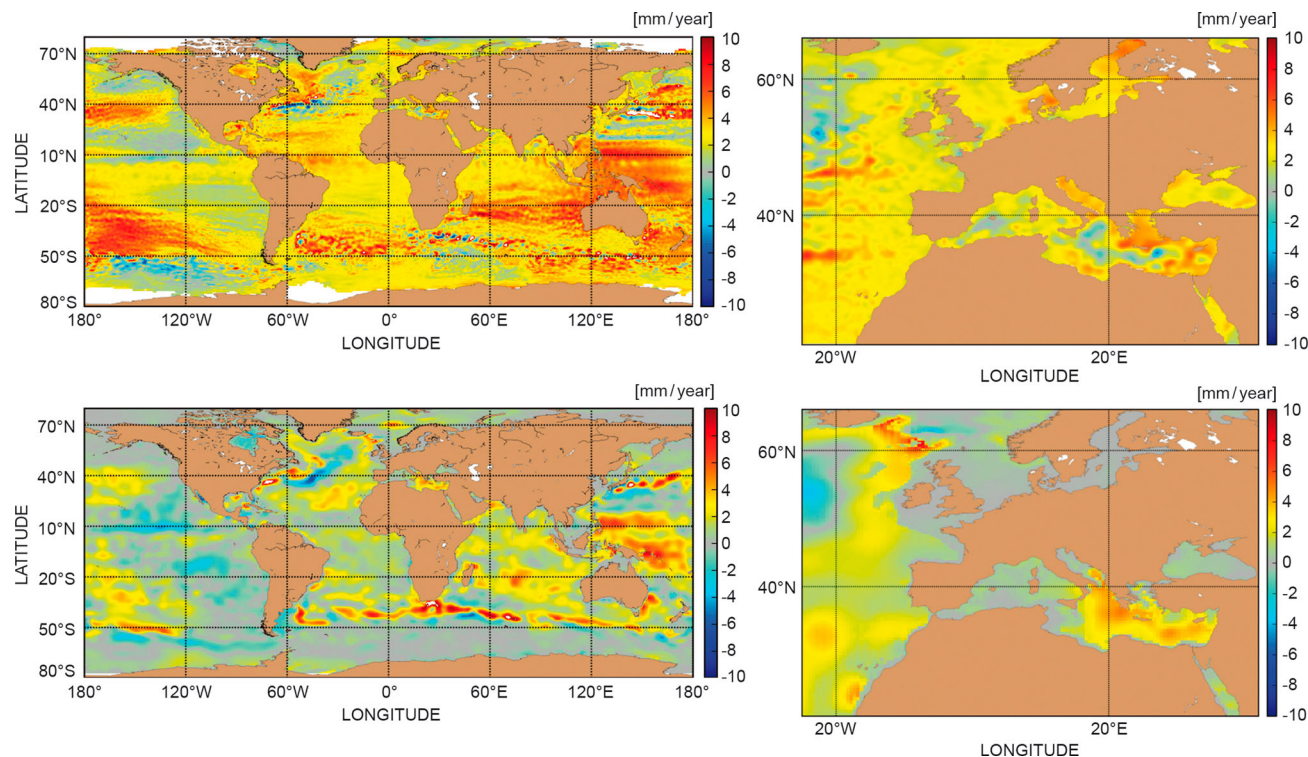 [mm/year]
10
8
6
4
2
0
-2
-4
-6
-8
-10
70°N
40°N
10°N
20°S
50°S
80°S
LATITUDE
180° 120°W 60°W 0° 60°E 120°E 180°
LONGITUDE
[mm/year]
10
8
6
4
2
0
-2
-4
-6
-8
-10
60°N
40°N
20°W 20°E
LONGITUDE
[mm/year]
10
8
6
4
2
0
-2
-4
-6
-8
-10
70°N
40°N
10°N
20°S
50°S
80°S
LATITUDE
180° 120°W 60°W 0° 60°E 120°E 180°
LONGITUDE
[mm/year]
10
8
6
4
2
0
-2
-4
-6
-8
-10
60°N
40°N
20°W 20°E
LONGITUDE